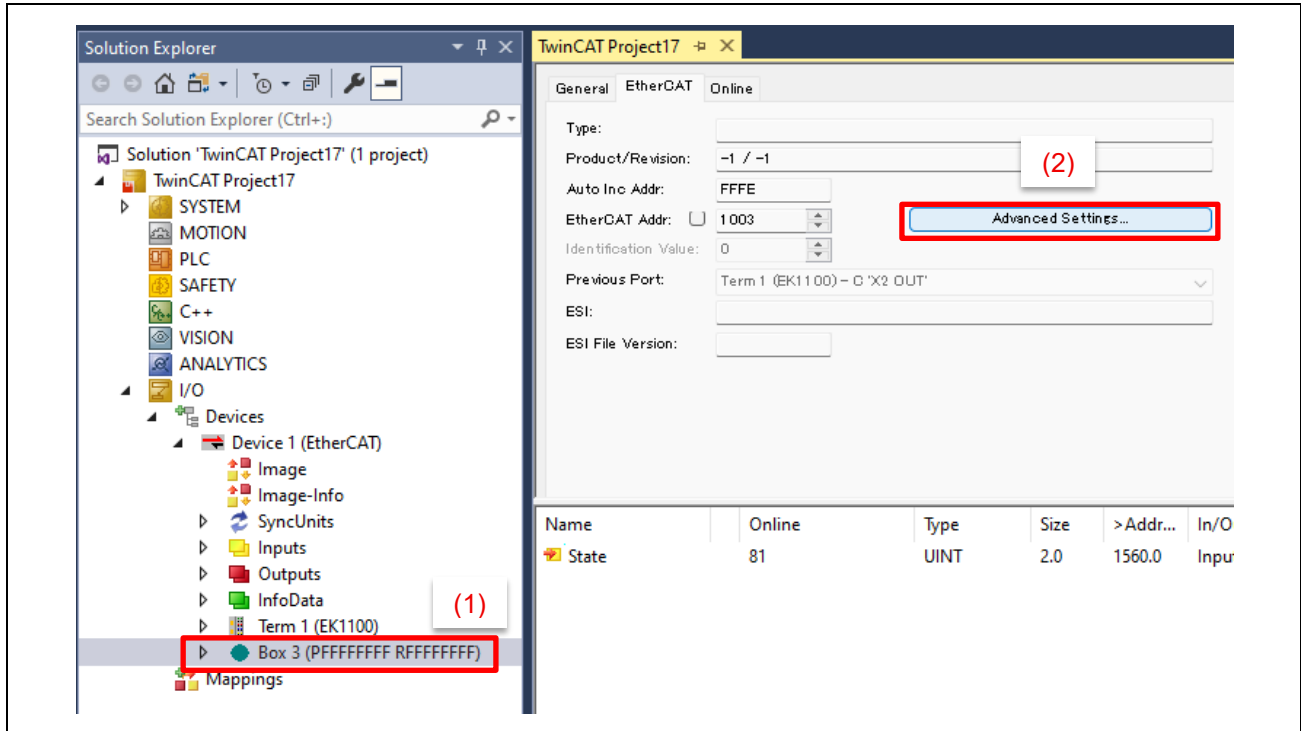 Solution Explorer
Search Solution Explorer (Ctrl+:)
Solution 'TwinCAT Project17' (1 project)
TwinCAT Project17
SYSTEM
MOTION
PLC
SAFETY
C++
VISION
ANALYTICS
I/O
Devices
Device 1 (EtherCAT)
Image
Image-Info
SyncUnits
Inputs
Outputs
InfoData
(1)
Term 1 (EK1100)
Box 3 (PFFFFFFFF RFFFFFFFF)
Mappings
TwinCAT Project17
General EtherCAT Online
Type:
Product/Revision: -1 / -1
(2)
Auto Inc Addr: FFFE
EtherCAT Addr: 1003 Advanced Settings...
Identification Value: 0
Previous Port: Term 1 (EK1100) - C 'X2 OUT'
ESI:
ESI File Version:
Name Online Type Size >Addr... In/O
State 81 UINT 2.0 1560.0 Inpu